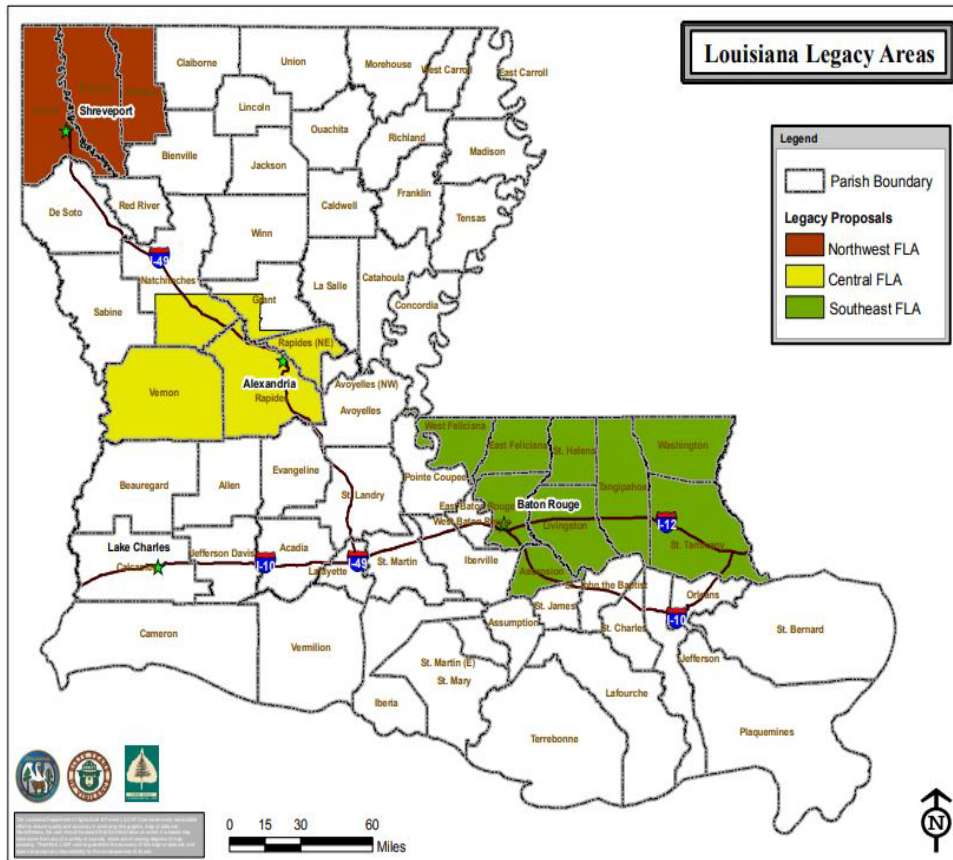 Louisiana Legacy Areas
Legend
Parish Boundary
Legacy Proposals
Northwest FLA
Central FLA
Southeast FLA
Claiborne
Union
Morehouse
West Carroll
East Carroll
Shreveport
Lincoln
Ouachita
Richland
Madison
Bienville
Jackson
Franklin
De Soto
Red River
Caldwell
Tensas
Winn
I-49
Natchitoches
La Salle
Catahoula
Concordia
Sabine
Grant
Rapides (NE)
Alexandria
Vernon
Rapides
Avoyelles (NW)
Avoyelles
West Feliciana
East Feliciana
St. Helena
Washington
Beauregard
Allen
Evangeline
St. Landry
Pointe Coupee
Tangipahoa
Baton Rouge
East Baton Rouge
West Baton Rouge
Livingston
I-12
St. Tammany
Lake Charles
Calcasieu
Jefferson Davis
I-10
Acadia
Lafayette
I-49
St. Martin
Iberville
Ascension
St. John the Baptist
Orleans
St. James
I-10
Cameron
Vermilion
Assumption
St. Charles
St. Bernard
Jefferson
St. Martin (E)
St. Mary
Iberia
Lafourche
Terrebonne
Plaquemines
0 15 30 60
Miles
N